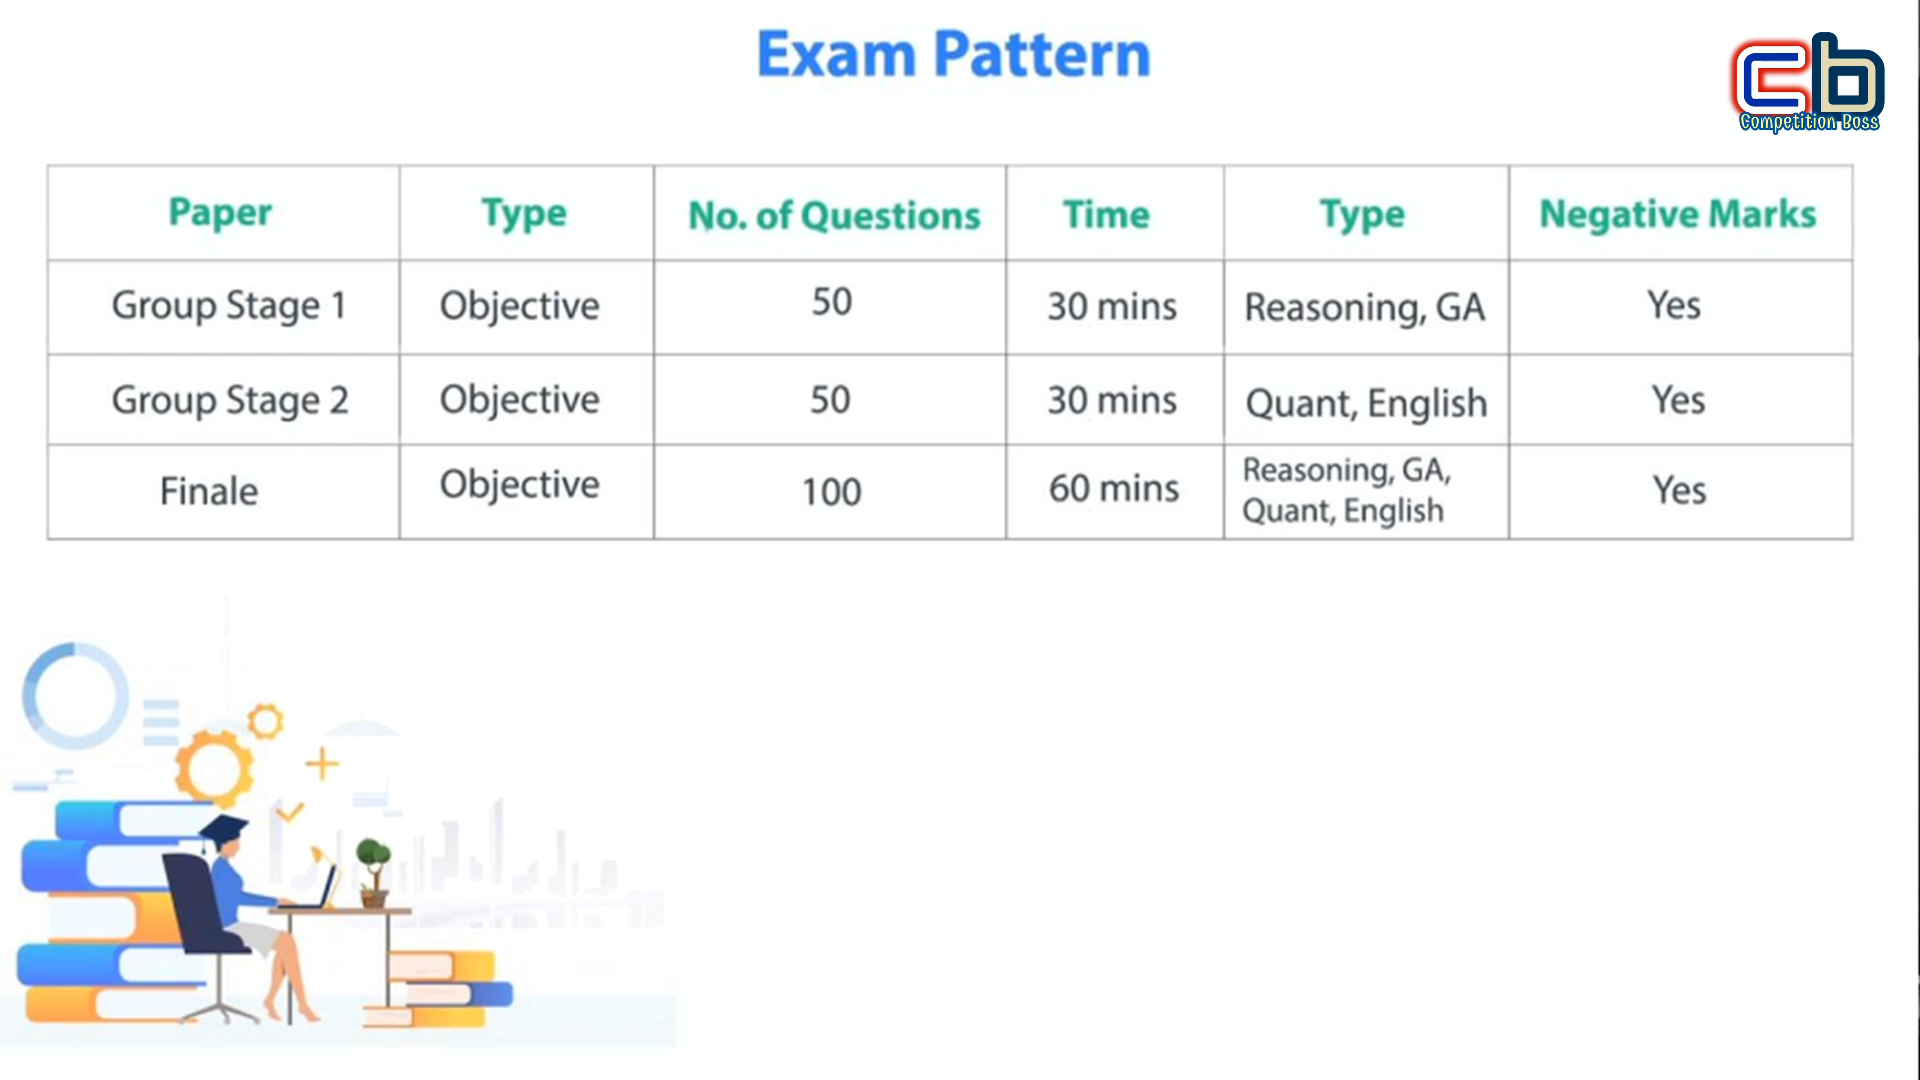 Exam Pattern
Competition Boss
Paper Type No. of Questions Time Type Negative Marks
Group Stage 1 Objective 50 30 mins Reasoning, GA Yes
Group Stage 2 Objective 50 30 mins Quant, English Yes
Finale Objective 100 60 mins Reasoning, GA,
Quant, English Yes